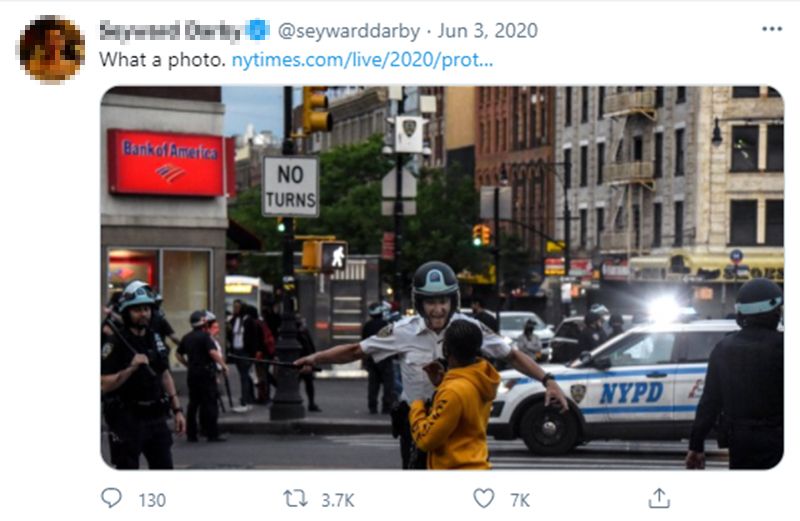 @seywarddarby · Jun 3, 2020
What a photo. nytimes.com/live/2020/prot...
Bank of America
NO
TURNS
NYPD
130
3.7K
7K